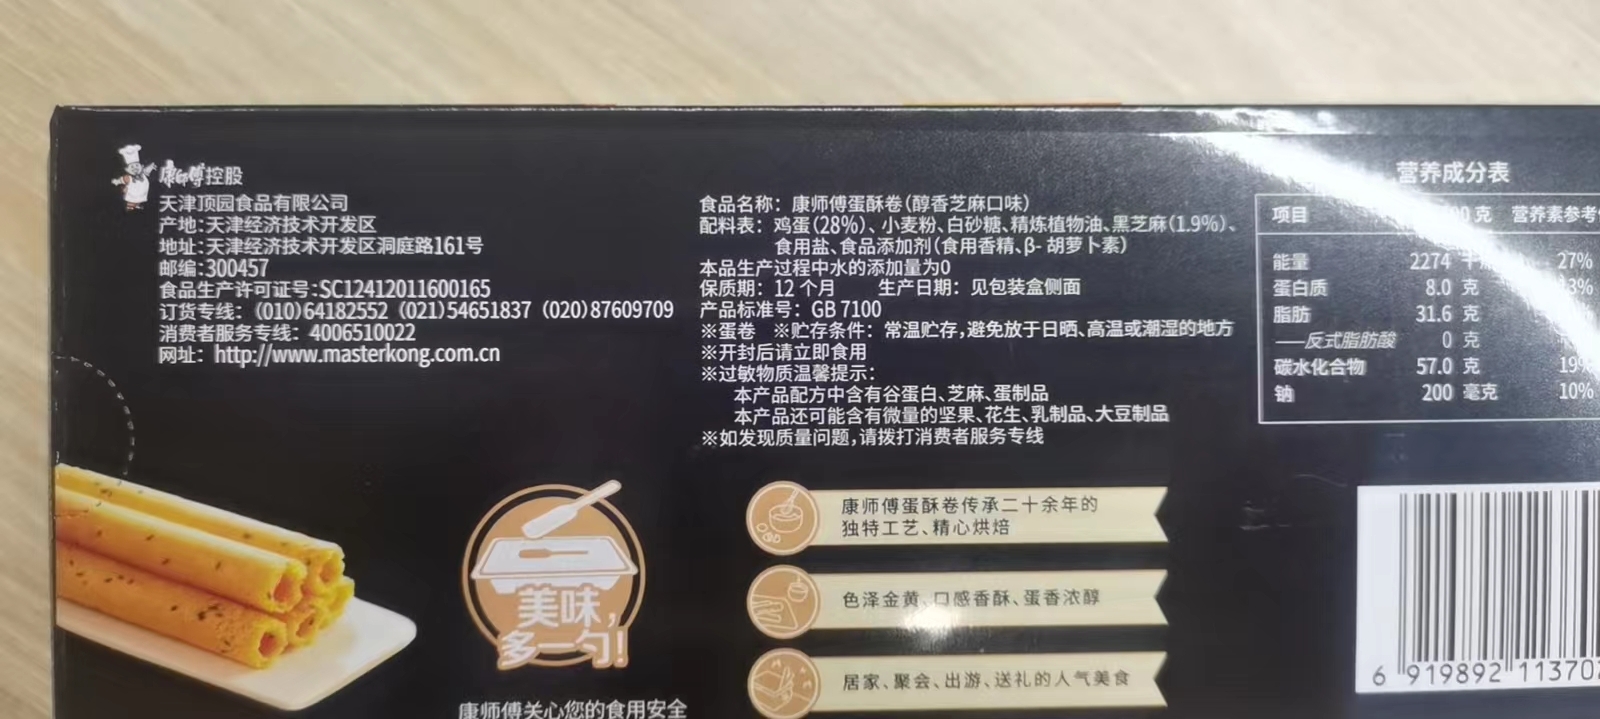 康师傅控股
天津顶园食品有限公司
产地:天津经济技术开发区
地址:天津经济技术开发区洞庭路161号
邮编:300457
食品生产许可证号:SC12412011600165
订货专线:(010)64182552 (021)54651837 (020)87609709
消费者服务专线:4006510022
网址:http://www.masterkong.com.cn
食品名称:康师傅蛋酥卷(醇香芝麻口味)
配料表:鸡蛋(28%)、小麦粉、白砂糖、精炼植物油、黑芝麻(1.9%)、
食用盐、食品添加剂(食用香精、β-胡萝卜素)
本品生产过程中水的添加量为0
保质期:12个月 生产日期:见包装盒侧面
产品标准号:GB 7100
※蛋卷 ※贮存条件:常温贮存,避免放于日晒、高温或潮湿的地方
※开封后请立即食用
※过敏物质温馨提示:
本产品配方中含有谷蛋白、芝麻、蛋制品
本产品还可能含有微量的坚果、花生、乳制品、大豆制品
※如发现质量问题,请拨打消费者服务专线
营养成分表
项目 0克 营养素参考
能量 2274 千 27%
蛋白质 8.0 克 3%
脂肪 31.6 克
——反式脂肪酸 0 克
碳水化合物 57.0 克 19%
钠 200 毫克 10%
美味,
多一勺!
康师傅关心您的食用安全
康师傅蛋酥卷传承二十余年的
独特工艺、精心烘焙
色泽金黄、口感香酥、蛋香浓醇
居家、聚会、出游、送礼的人气美食
6 919892 11370